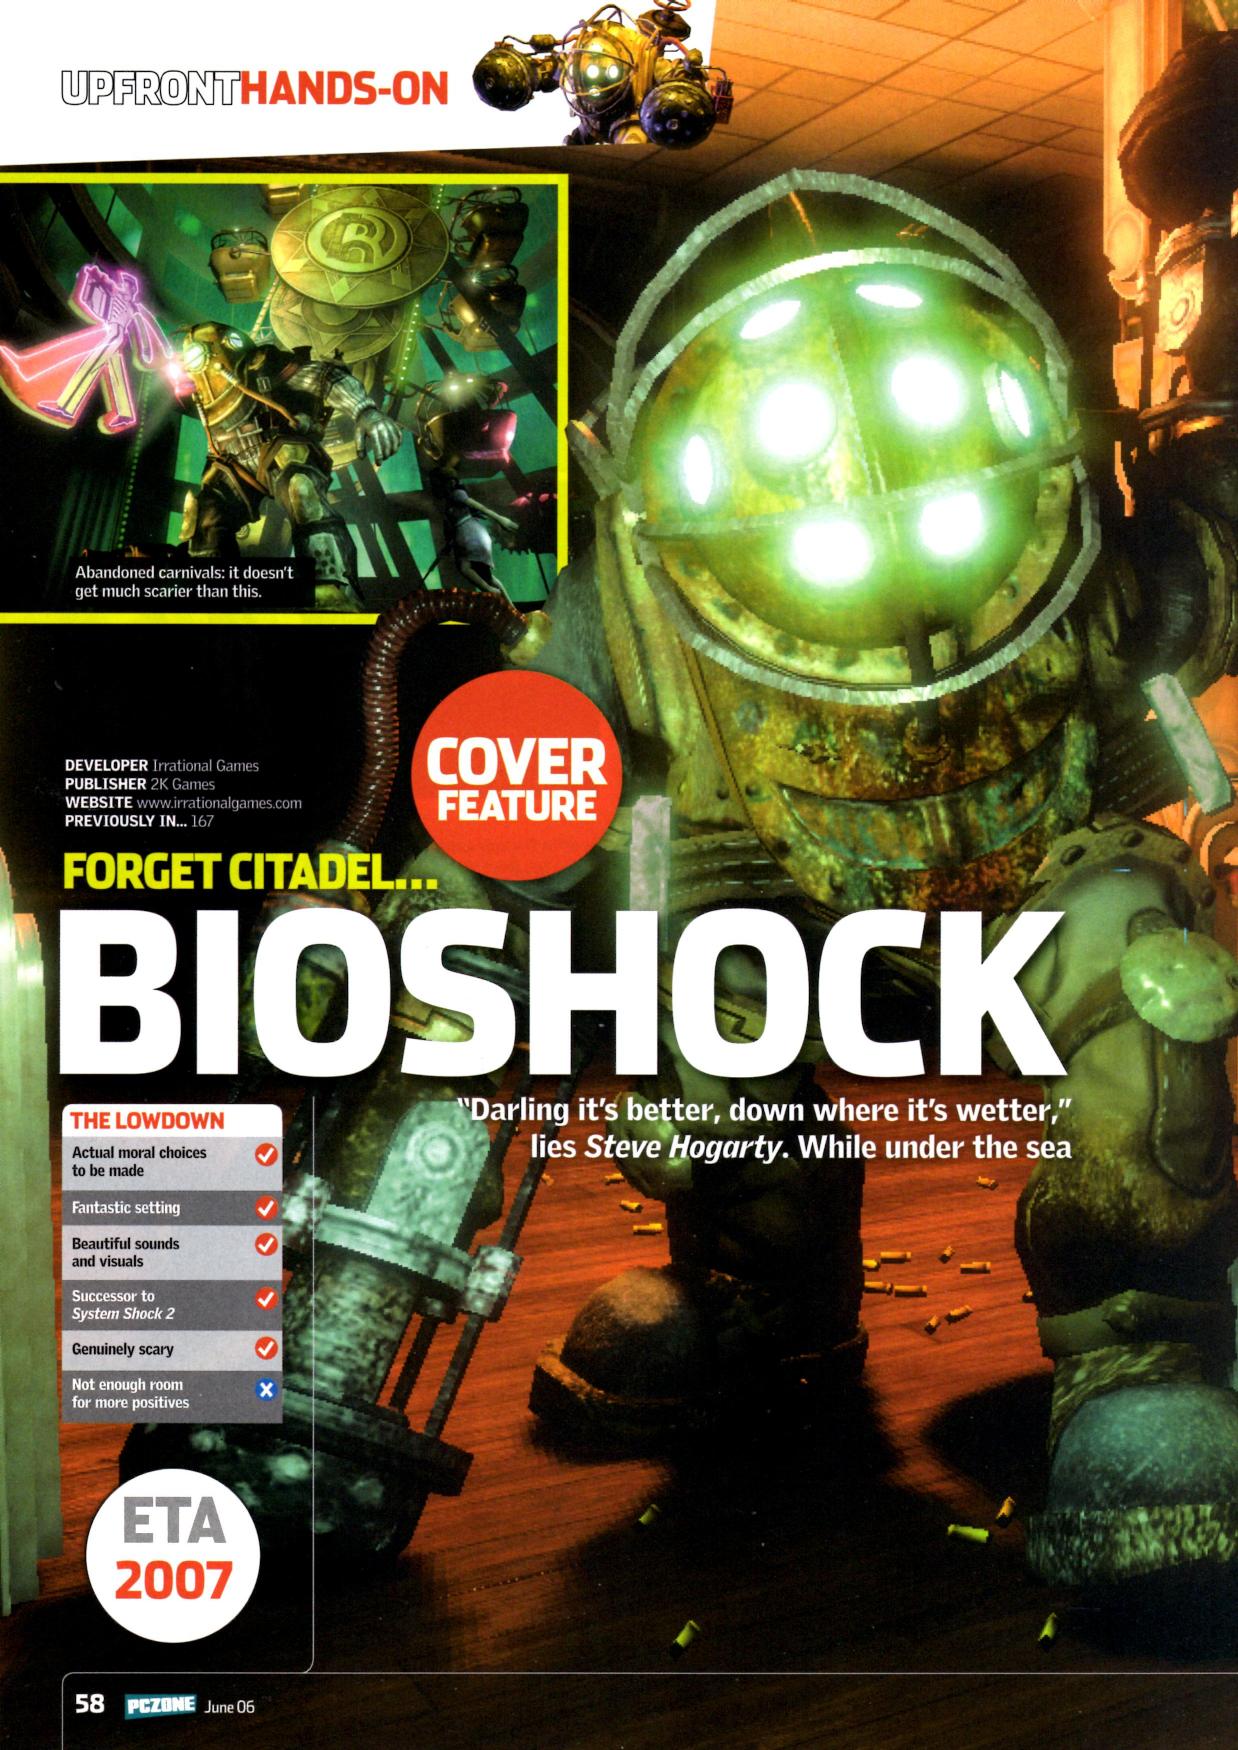 UPFRONTHANDS-ON
Abandoned carnivals: it doesn't
get much scarier than this.
COVER
FEATURE
DEVELOPER Irrational Games
PUBLISHER 2K Games
WEBSITE www.irrationalgames.com
PREVIOUSLY IN... 167
FORGET CITADEL...
BIOSHOCK
"Darling it's better, down where it's wetter,"
lies Steve Hogarty. While under the sea
THE LOWDOWN
Actual moral choices
to be made
Fantastic setting
Beautiful sounds
and visuals
Successor to
System Shock 2
Genuinely scary
Not enough room
for more positives
ETA
2007
58 PCZONE June 06